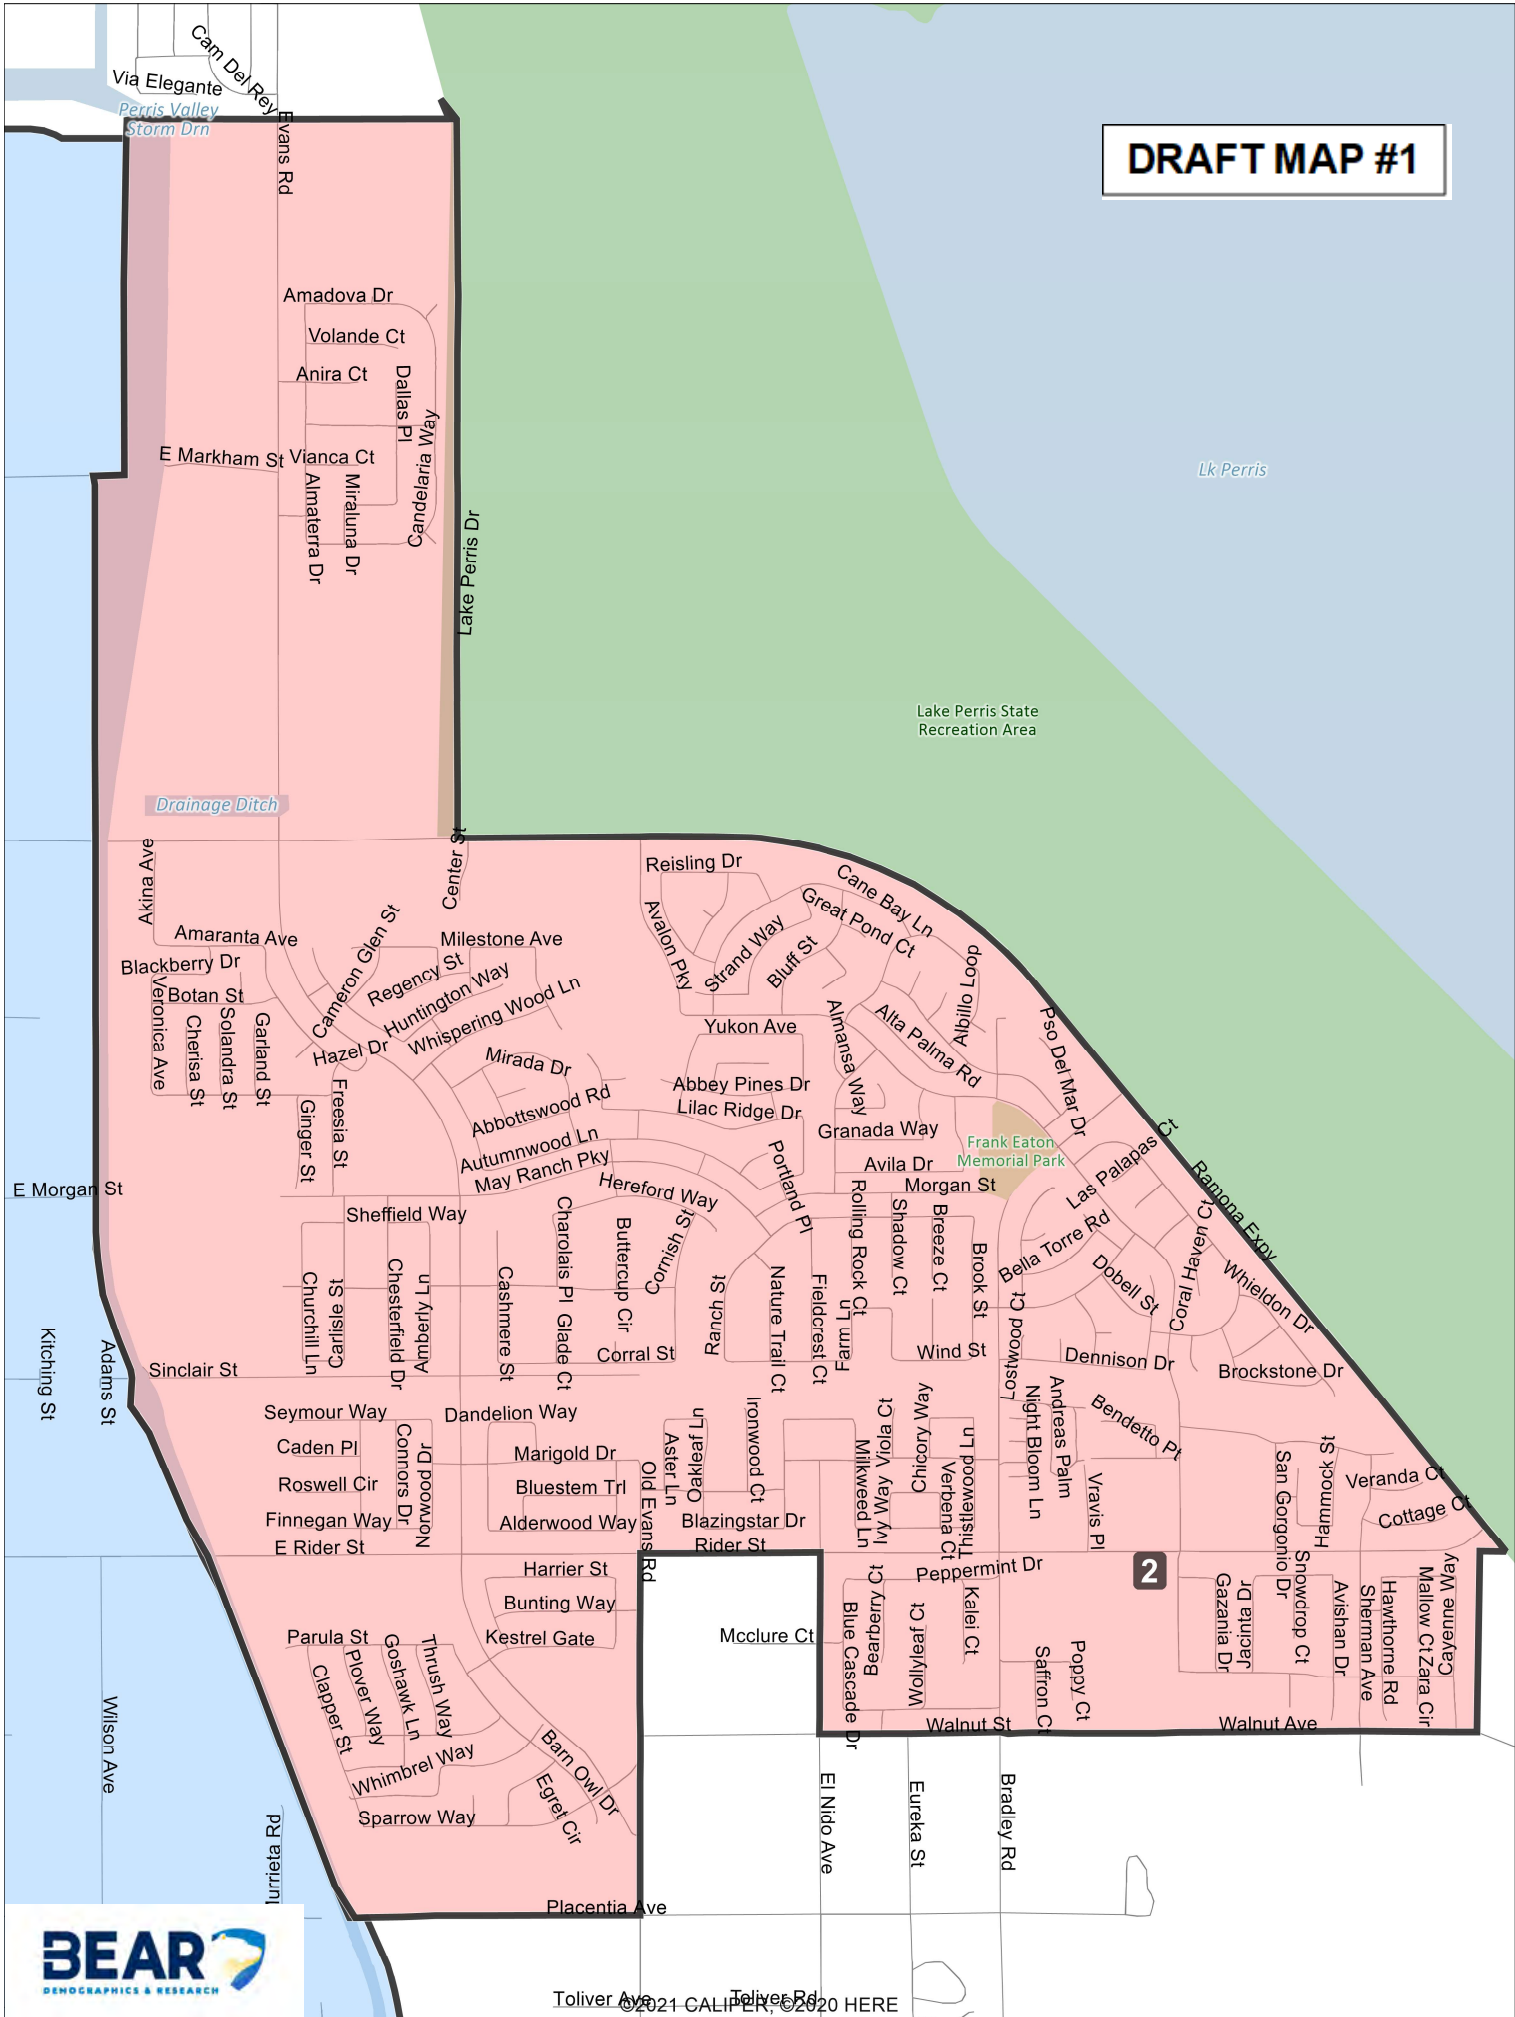 Cam Del Rey
Via Elegante
Perris Valley
Storm Drn
Evans Rd
DRAFT MAP #1
Amadova Dr
Volande Ct
Anira Ct
Dallas Pl
Candelaria Way
E Markham St
Vianca Ct
Almaterra Dr
Miraluna Dr
Lk Perris
Lake Perris Dr
Lake Perris State
Recreation Area
Drainage Ditch
Akina Ave
Center St
Reisling Dr
Cane Bay Ln
Great Pond Ct
Avalon Pky
Strand Way
Bluff St
Amaranta Ave
Cameron Glen St
Milestone Ave
Blackberry Dr
Regency St
Huntington Way
Whispering Wood Ln
Botan St
Veronica Ave
Cherisa St
Solandra St
Garland St
Hazel Dr
Yukon Ave
Almansa Way
Alta Palma Rd
Albillo Loop
Pso Del Mar Dr
Mirada Dr
Abbey Pines Dr
Lilac Ridge Dr
Abbottswood Rd
Freesia St
Ginger St
Granada Way
Frank Eaton
Memorial Park
Autumnwood Ln
May Ranch Pky
Portland Pl
Avila Dr
Morgan St
Las Palapas Ct
Ramona Expy
E Morgan St
Hereford Way
Sheffield Way
Charolais Pl
Buttercup Cir
Cornish St
Rolling Rock Ct
Shadow Ct
Breeze Ct
Brook St
Bella Torre Rd
Dobell St
Coral Haven Ct
Whieldon Dr
Churchill Ln
Carlisle St
Chesterfield Dr
Amberly Ln
Cashmere St
Glade Ct
Ranch St
Nature Trail Ct
Fieldcrest Ct
Farm Ln
Lostwood Ct
Corral St
Wind St
Dennison Dr
Brockstone Dr
Kitching St
Adams St
Sinclair St
Seymour Way
Dandelion Way
Caden Pl
Connors Dr
Norwood Dr
Marigold Dr
Roswell Cir
Bluestem Trl
Finnegan Way
Alderwood Way
Old Evans Rd
Aster Ln
Oakleaf Ln
Ironwood Ct
Blazingstar Dr
Milkweed Ln
Ivy Way
Viola Ct
Chicory Way
Verbena Ct
Thistlewood Ln
Night Bloom Ln
Andreas Palm
Bendetto Pt
Vravis Pl
San Gorgonio Dr
Hammock St
Veranda Ct
Cottage Ct
E Rider St
Rider St
Harrier St
Peppermint Dr
2
Bunting Way
Kestrel Gate
Parula St
Clapper St
Plover Way
Goshawk Ln
Thrush Way
Mcclure Ct
Blue Cascade Dr
Bearberry Ct
Wollyleaf Ct
Kalei Ct
Saffron Ct
Poppy Ct
Gazania Dr
Jacinta Dr
Snowdrop Ct
Avishan Dr
Sherman Ave
Hawthorne Rd
Mallow Ct
Zara Cir
Cayenne Way
Walnut St
Walnut Ave
Wilson Ave
Whimbrel Way
Barn Owl Dr
Egret Cir
Sparrow Way
El Nido Ave
Eureka St
Bradley Rd
Placentia Ave
BEAR
DEMOGRAPHICS & RESEARCH
Toliver Ave
Toliver Rd
©2021 CALIPER; ©2020 HERE